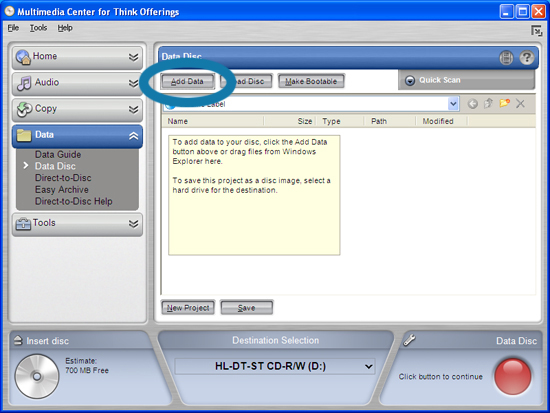 Multimedia Center for Think Offerings
File Tools Help
Home
Audio
Copy
Data
Data Guide
Data Disc
Direct-to-Disc
Easy Archive
Direct-to-Disc Help
Tools
Data Disc
Add Data
Disc
Make Bootable
Quick Scan
Label
Name Size Type Path Modified
To add data to your disc, click the Add Data
button above or drag files from Windows
Explorer here.
To save this project as a disc image, select a
hard drive for the destination.
New Project Save
Insert disc
Estimate:
700 MB Free
Destination Selection
HL-DT-ST CD-R/W (D:)
Data Disc
Click button to continue